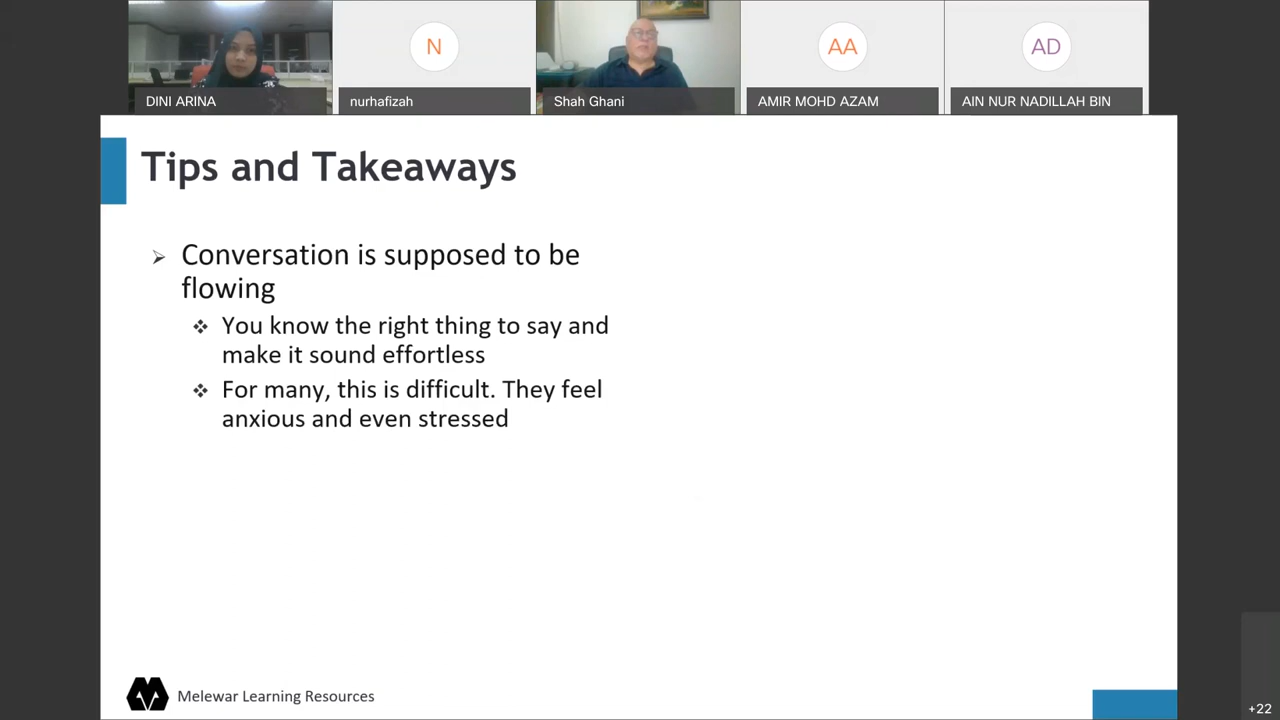 N
AA
AD
DINI ARINA
nurhafizah
Shah Ghani
AMIR MOHD AZAM
AIN NUR NADILLAH BIN
Tips and Takeaways
Conversation is supposed to be
flowing
You know the right thing to say and
make it sound effortless
For many, this is difficult. They feel
anxious and even stressed
Melewar Learning Resources
+22